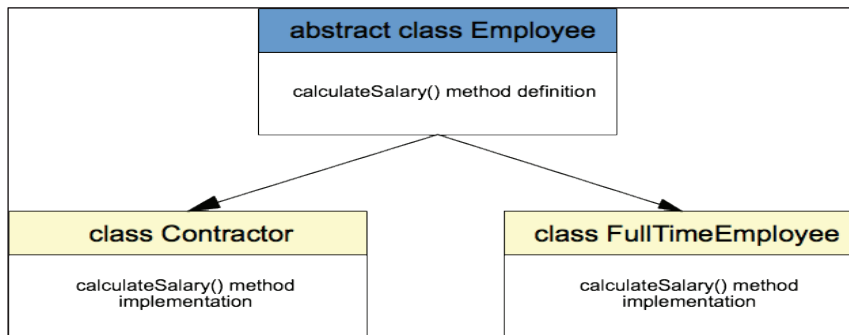 abstract class Employee
calculateSalary() method definition
class Contractor
calculateSalary() method
implementation
class FullTimeEmployee
calculateSalary() method
implementation